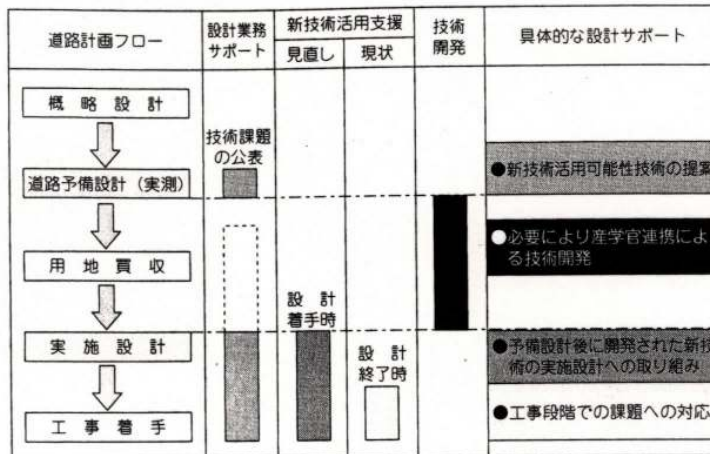 道路計画フロー
設計業務
サポート
新技術活用支援
見直し
現状
技術
開発
具体的な設計サポート
概略設計
技術課題
の公表
道路予備設計（実測）
●新技術活用可能性技術の提案
用地買収
●必要により産学官連携によ
る技術開発
設計
着手時
実施設計
設計
終了時
●予備設計後に開発された新技
術の実施設計への取り組み
工事着手
●工事段階での課題への対応